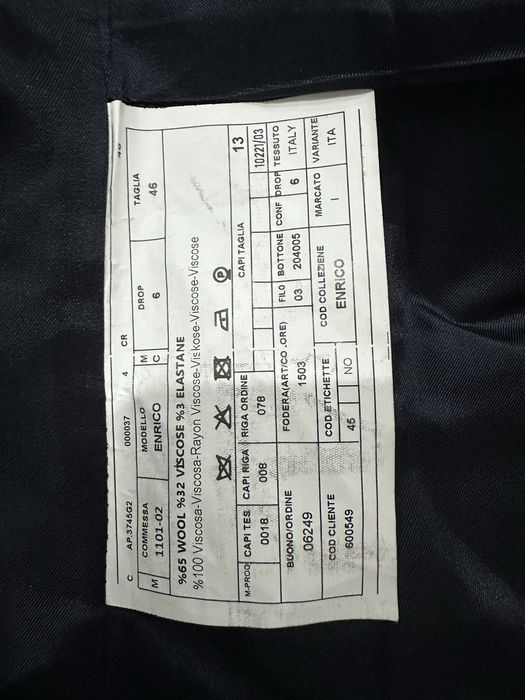 C AP.3745G2 000037 4 CR
COMMESSA MODELLO M DROP TAGLIA
M 1101-02 ENRICO C 6 46
%65 WOOL %32 VISCOSE %3 ELASTANE
%100 Viscosa-Viscosa-Rayon Viscose-Viskose-Viscose-Viscose
P
M-PROG CAPI TES. CAPI RIGA RIGA ORDINE CAPI TAGLIA 13
0018 008 078 10221/03
BUONO/ORDINE FODERA(ARTICO .ORE) FILO BOTTONE CONF DROP TESSUTO
06249 1503 03 204005 6 ITALY
COD CLIENTE COD ETICHETTE COD COLLEZIENE MARCATO VARIANTE
600549 45 NO ENRICO I ITA